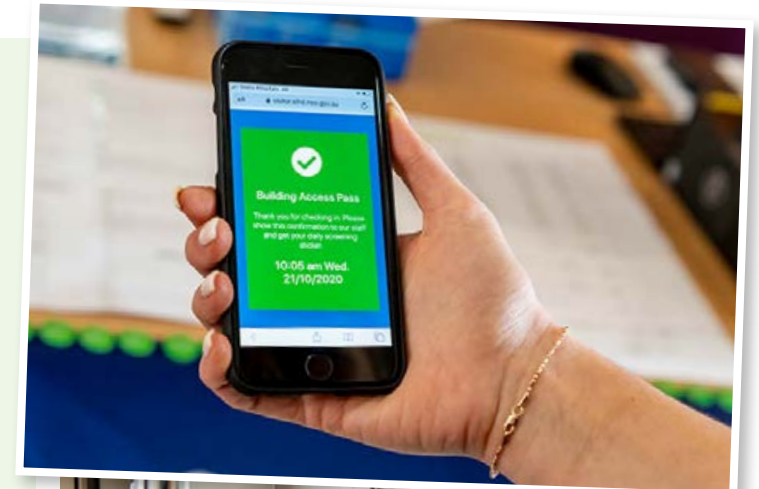 Building Access Pass
Thank you for checking in. Please
show this confirmation to our staff
and get your daily screening
sticker
10:05 am Wed.
21/10/2020